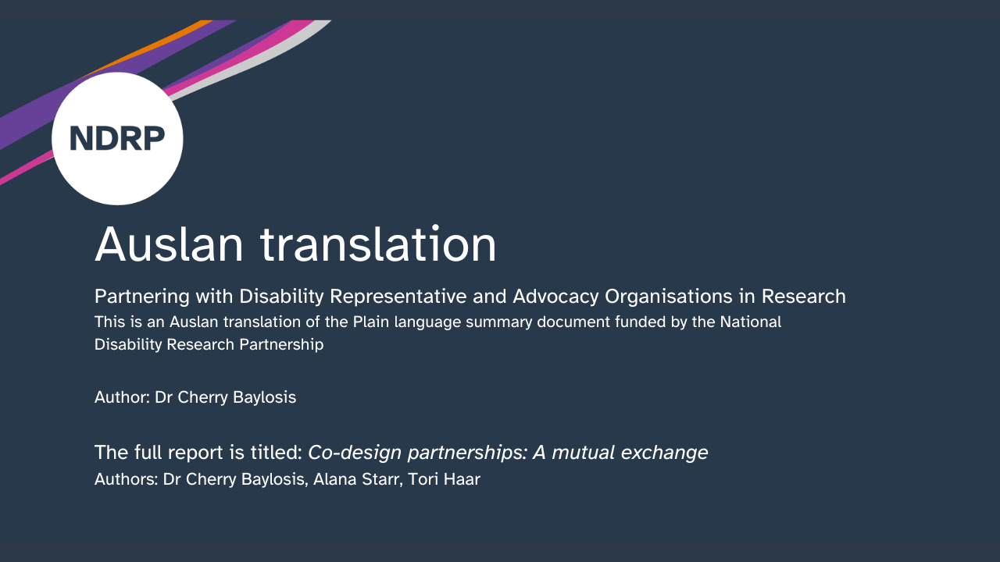 NDRP
Auslan translation
Partnering with Disability Representative and Advocacy Organisations in Research
This is an Auslan translation of the Plain language summary document funded by the National
Disability Research Partnership
Author: Dr Cherry Baylosis
The full report is titled: Co-design partnerships: A mutual exchange
Authors: Dr Cherry Baylosis, Alana Starr, Tori Haar